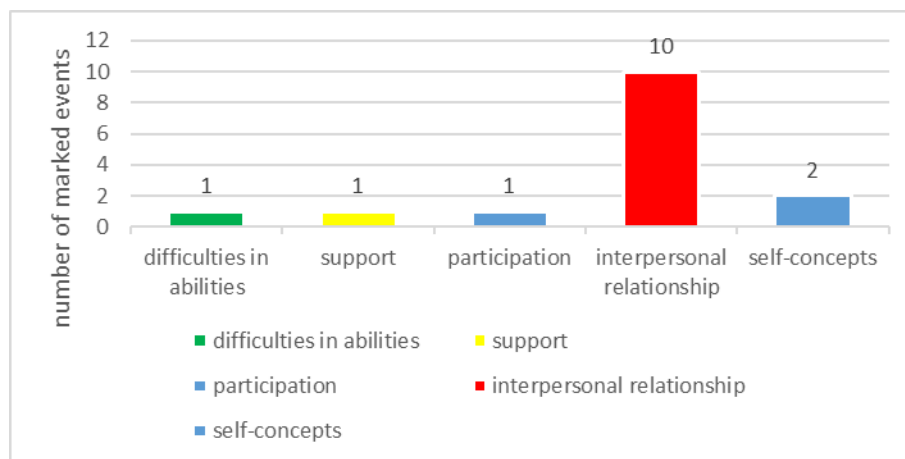 number of marked events
12
10
8
6
4
2
0
1
1
1
10
2
difficulties in
abilities
support
participation
interpersonal
relationship
self-concepts
difficulties in abilities
support
participation
interpersonal relationship
self-concepts